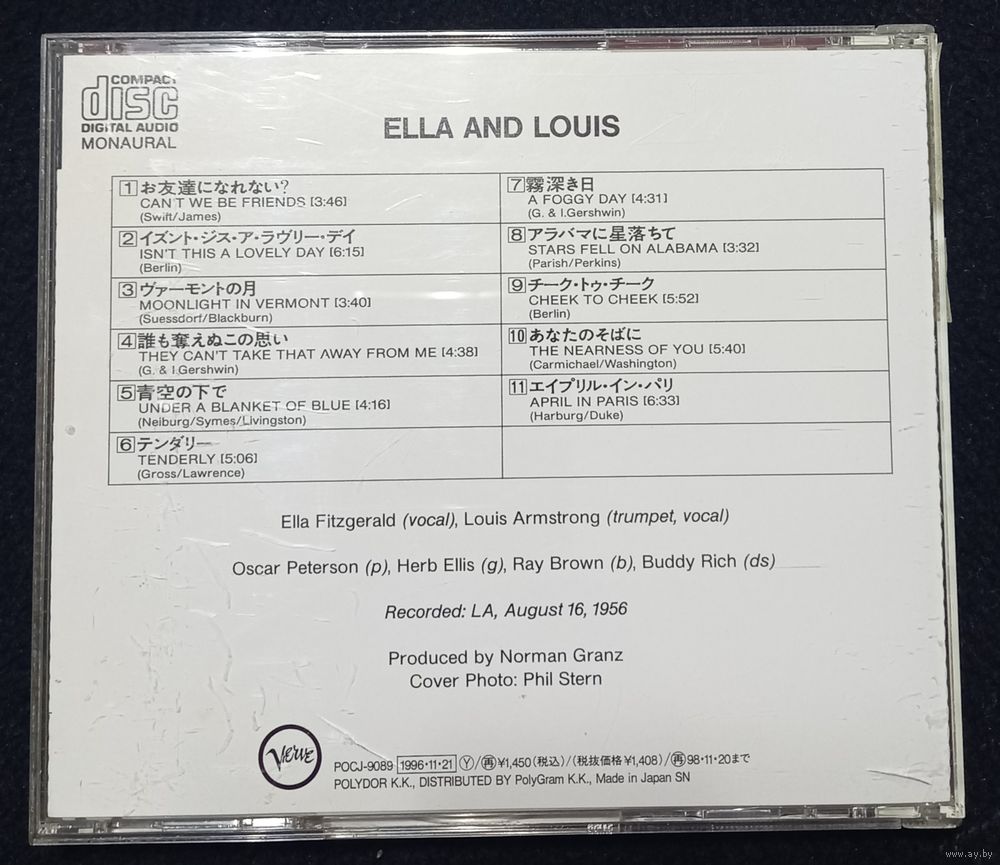 COMPACT
disc
DIGITAL AUDIO
MONAURAL
ELLA AND LOUIS
1 お友達になれない?
CAN'T WE BE FRIENDS [3:46]
(Swift/James)
2 イズント・ジス・ア・ラヴリー・デイ
ISN'T THIS A LOVELY DAY [6:15]
(Berlin)
3 ヴァーモントの月
MOONLIGHT IN VERMONT [3:40]
(Suessdorf/Blackburn)
4 誰も奪えぬこの思い
THEY CAN'T TAKE THAT AWAY FROM ME [4:38]
(G. & I.Gershwin)
5 青空の下で
UNDER A BLANKET OF BLUE [4:16]
(Neiburg/Symes/Livingston)
6 テンダリー
TENDERLY [5:06]
(Gross/Lawrence)
7 霧深き日
A FOGGY DAY [4:31]
(G. & I.Gershwin)
8 アラバマに星落ちて
STARS FELL ON ALABAMA [3:32]
(Parish/Perkins)
9 チーク・トゥ・チーク
CHEEK TO CHEEK [5:52]
(Berlin)
10 あなたのそばに
THE NEARNESS OF YOU [5:40]
(Carmichael/Washington)
11 エイプリル・イン・パリ
APRIL IN PARIS [6:33]
(Harburg/Duke)
Ella Fitzgerald (vocal), Louis Armstrong (trumpet, vocal)
Oscar Peterson (p), Herb Ellis (g), Ray Brown (b), Buddy Rich (ds)
Recorded: LA, August 16, 1956
Produced by Norman Granz
Cover Photo: Phil Stern
Verve
POCJ-9089 1996・11・21 Ⓨ/㊢¥1,450(税込)/(税抜価格¥1,408)/再98・11・20まで
POLYDOR K.K., DISTRIBUTED BY PolyGram K.K., Made in Japan SN
www.ay.by